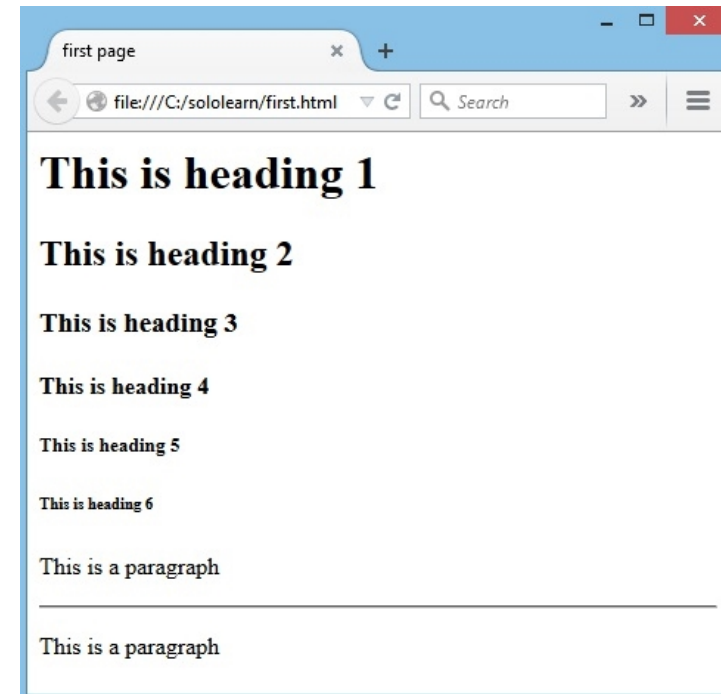 first page
file:///C:/sololearn/first.html Search
This is heading 1
This is heading 2
This is heading 3
This is heading 4
This is heading 5
This is heading 6
This is a paragraph
This is a paragraph